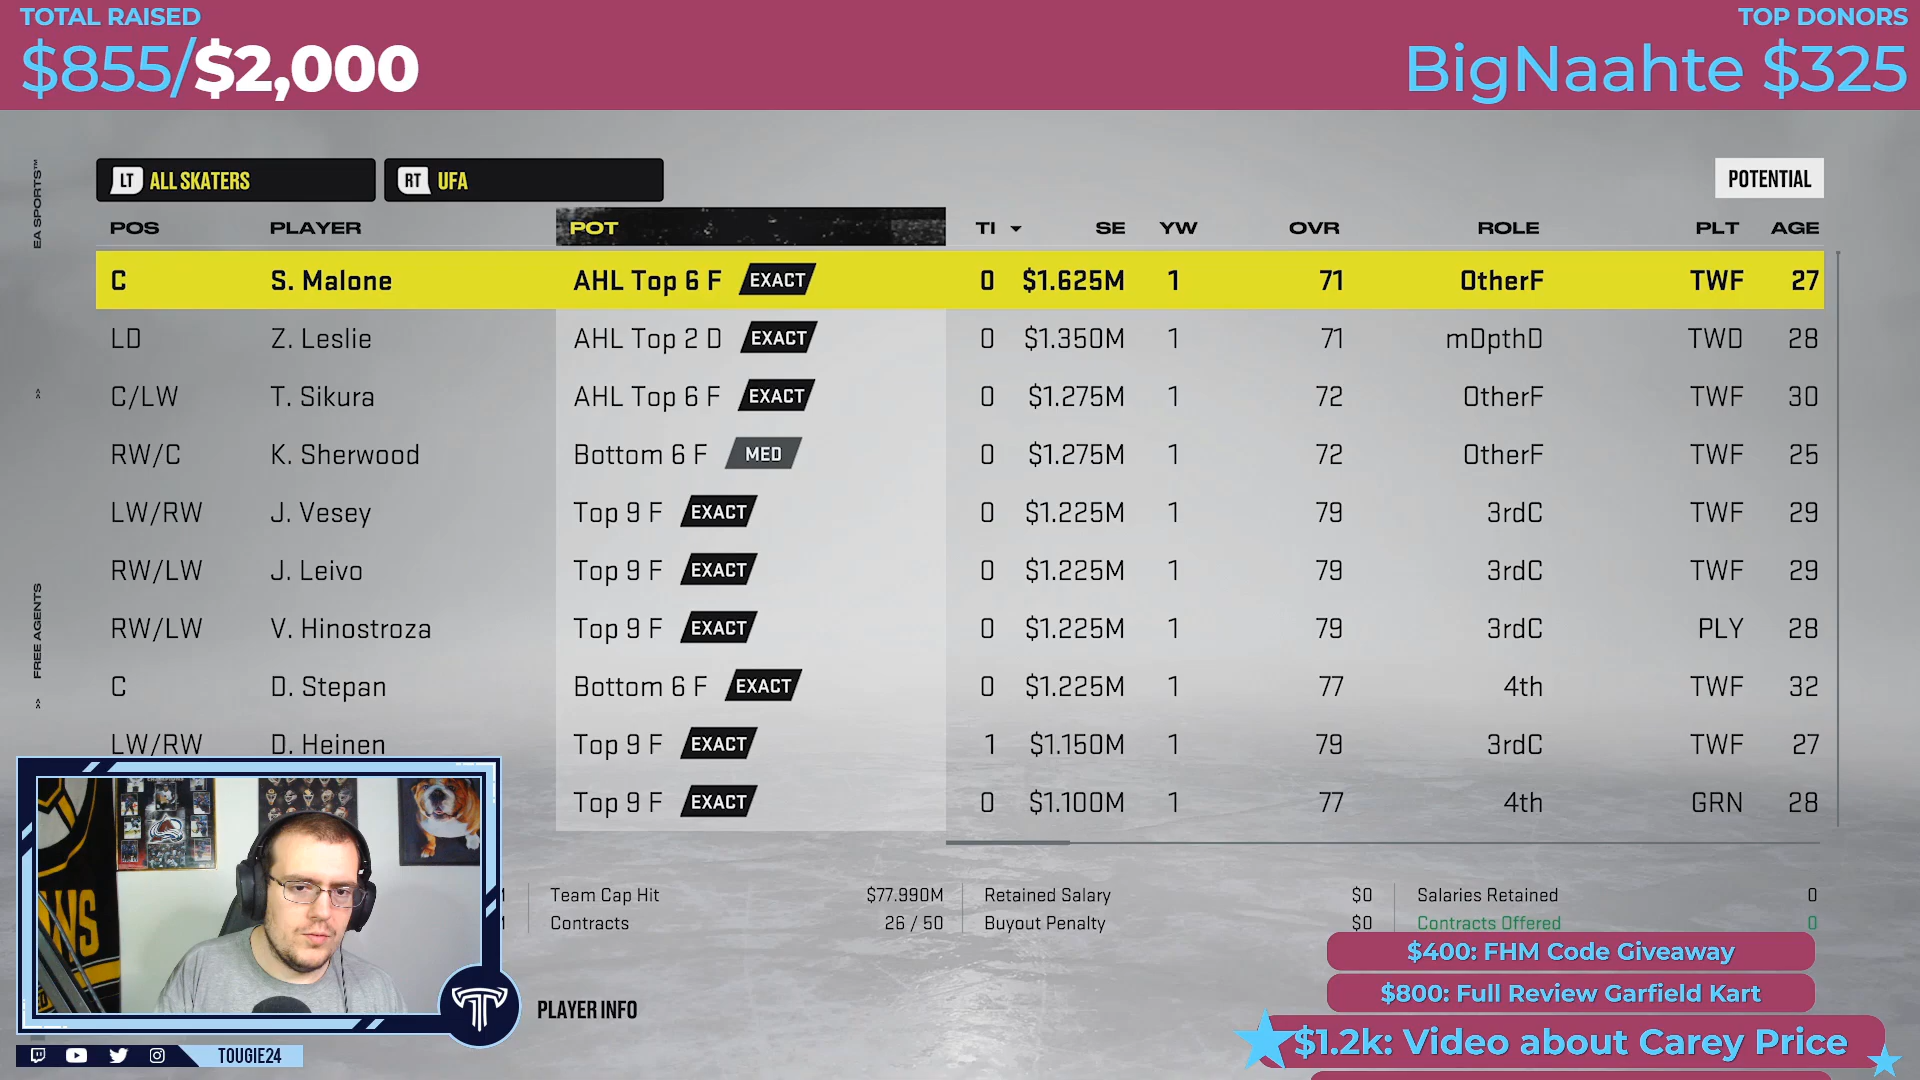 TOTAL RAISED
$855/$2,000
TOP DONORS
BigNaahte $325
EA SPORTS™
FREE AGENTS
LT ALL SKATERS
RT UFA
POTENTIAL
POS PLAYER POT TI SE YW OVR ROLE PLT AGE
C S. Malone AHL Top 6 F EXACT 0 $1.625M 1 71 OtherF TWF 27
LD Z. Leslie AHL Top 2 D EXACT 0 $1.350M 1 71 mDpthD TWD 28
C/LW T. Sikura AHL Top 6 F EXACT 0 $1.275M 1 72 OtherF TWF 30
RW/C K. Sherwood Bottom 6 F MED 0 $1.275M 1 72 OtherF TWF 25
LW/RW J. Vesey Top 9 F EXACT 0 $1.225M 1 79 3rdC TWF 29
RW/LW J. Leivo Top 9 F EXACT 0 $1.225M 1 79 3rdC TWF 29
RW/LW V. Hinostroza Top 9 F EXACT 0 $1.225M 1 79 3rdC PLY 28
C D. Stepan Bottom 6 F EXACT 0 $1.225M 1 77 4th TWF 32
LW/RW D. Heinen Top 9 F EXACT 1 $1.150M 1 79 3rdC TWF 27
Top 9 F EXACT 0 $1.100M 1 77 4th GRN 28
Team Cap Hit $77.990M Retained Salary $0 Salaries Retained 0
Contracts 26 / 50 Buyout Penalty $0 Contracts Offered 0
PLAYER INFO
TOUGIE24
$400: FHM Code Giveaway
$800: Full Review Garfield Kart
$1.2k: Video about Carey Price